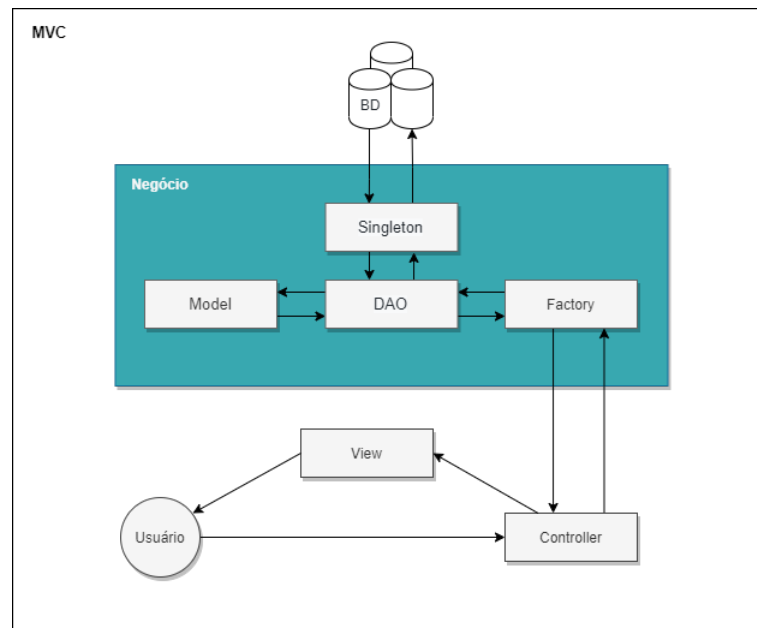 MVC
BD
Negócio
Singleton
Model
DAO
Factory
View
Usuário
Controller